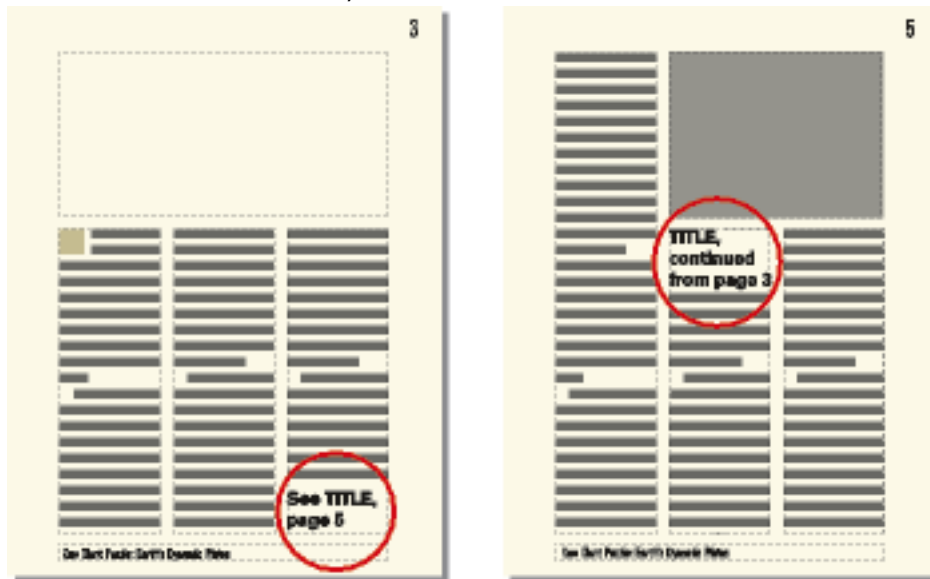 3
See TITLE,
page 5
5
TITLE,
continued
from page 3